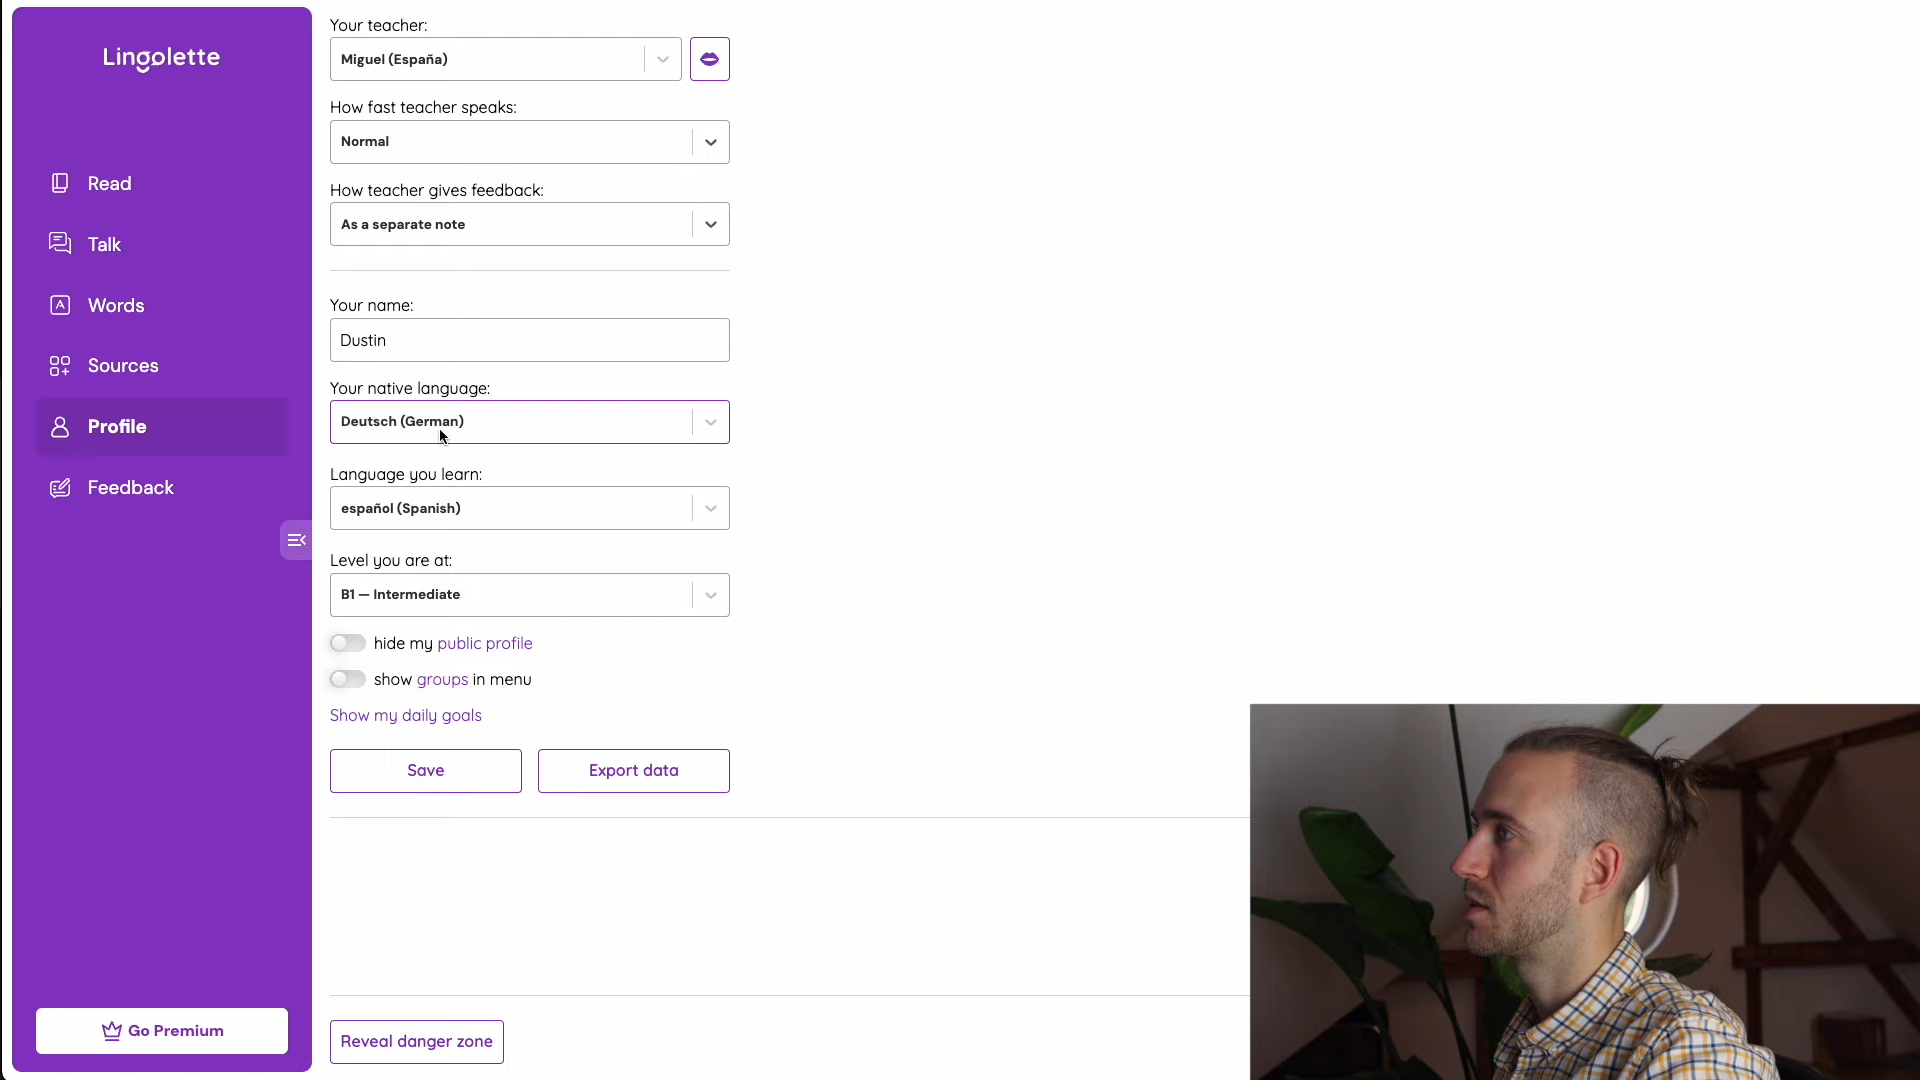 Lingolette
Read
Talk
Words
Sources
Profile
Feedback
Go Premium
Your teacher:
Miguel (España)
How fast teacher speaks:
Normal
How teacher gives feedback:
As a separate note
Your name:
Dustin
Your native language:
Deutsch (German)
Language you learn:
español (Spanish)
Level you are at:
B1 — Intermediate
hide my public profile
show groups in menu
Show my daily goals
Save
Export data
Reveal danger zone